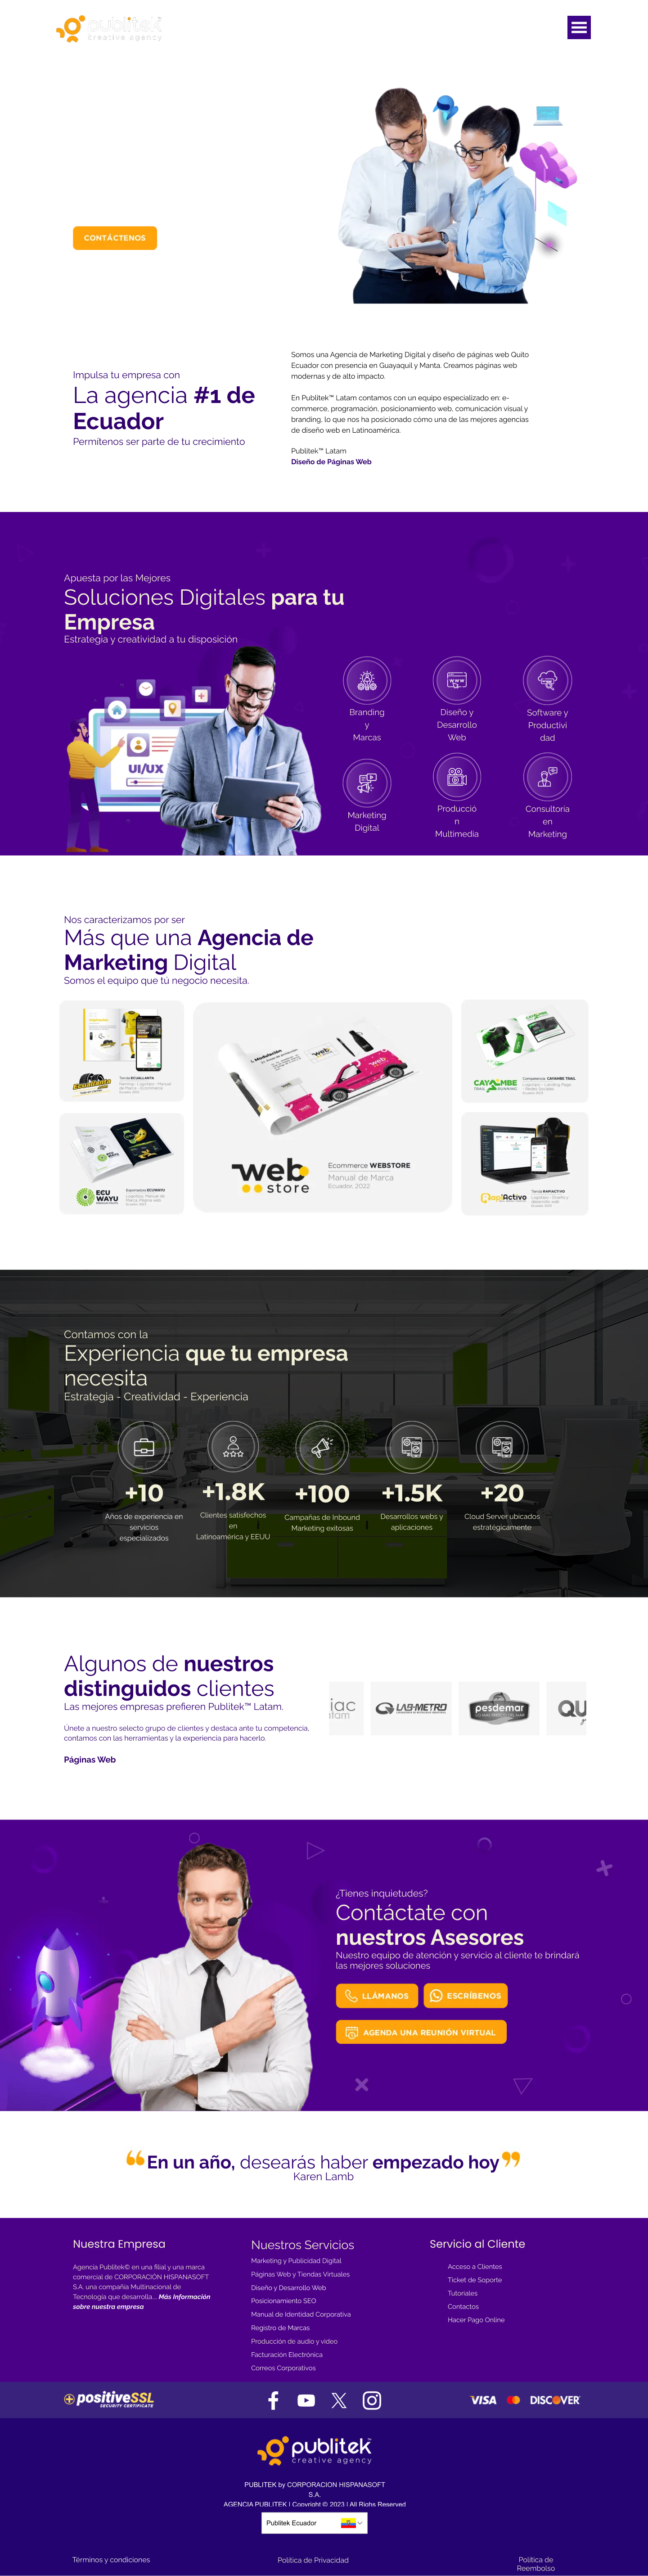 publitek
creative agency
CONTÁCTENOS
Impulsa tu empresa con
La agencia #1 de
Ecuador
Permítenos ser parte de tu crecimiento
Somos una Agencia de Marketing Digital y diseño de páginas web Quito
Ecuador con presencia en Guayaquil y Manta. Creamos páginas web
modernas y de alto impacto.
En Publitek™ Latam contamos con un equipo especializado en: e-
commerce, programación, posicionamiento web, comunicación visual y
branding, lo que nos ha posicionado cómo una de las mejores agencias
de diseño web en Latinoamérica.
Publitek™ Latam
Diseño de Páginas Web
Apuesta por las Mejores
Soluciones Digitales para tu
Empresa
Estrategia y creatividad a tu disposición
UI/UX
Branding
y
Marcas
Diseño y
Desarrollo
Web
Software y
Productivi
dad
Marketing
Digital
Producció
n
Multimedia
Consultoría
en
Marketing
Nos caracterizamos por ser
Más que una Agencia de
Marketing Digital
Somos el equipo que tú negocio necesita.
web
store
Ecommerce WEBSTORE
Manual de Marca
Ecuador, 2022
CAYAMBE
TRAIL RUNNING
ECU
WAYU
RapiActivo
Contamos con la
Experiencia que tu empresa
necesita
Estrategia - Creatividad - Experiencia
+10
Años de experiencia en
servicios
especializados
+1.8K
Clientes satisfechos
en
Latinoamérica y EEUU
+100
Campañas de Inbound
Marketing exitosas
+1.5K
Desarrollos webs y
aplicaciones
+20
Cloud Server ubicados
estratégicamente
Algunos de nuestros
distinguidos clientes
Las mejores empresas prefieren Publitek™ Latam.
Únete a nuestro selecto grupo de clientes y destaca ante tu competencia,
contamos con las herramientas y la experiencia para hacerlo.
Páginas Web
LAB-METRO
pesdemar
¿Tienes inquietudes?
Contáctate con
nuestros Asesores
Nuestro equipo de atención y servicio al cliente te brindará
las mejores soluciones
LLÁMANOS
ESCRÍBENOS
AGENDA UNA REUNIÓN VIRTUAL
“En un año, desearás haber empezado hoy”
Karen Lamb
Nuestra Empresa
Agencia Publitek© en una filial y una marca
comercial de CORPORACIÓN HISPANASOFT
S.A. una compañía Multinacional de
Tecnología que desarrolla... Más Información
sobre nuestra empresa
Nuestros Servicios
Marketing y Publicidad Digital
Páginas Web y Tiendas Virtuales
Diseño y Desarrollo Web
Posicionamiento SEO
Manual de Identidad Corporativa
Registro de Marcas
Producción de audio y video
Facturación Electrónica
Correos Corporativos
Servicio al Cliente
Acceso a Clientes
Ticket de Soporte
Tutoriales
Contactos
Hacer Pago Online
positiveSSL
SECURITY CERTIFICATE
VISA
DISCOVER
publitek
creative agency
PUBLITEK by CORPORACION HISPANASOFT
S.A.
AGENCIA PUBLITEK | Copyright © 2023 | All Righs Reserved
Publitek Ecuador
Términos y condiciones
Política de Privacidad
Política de
Reembolso